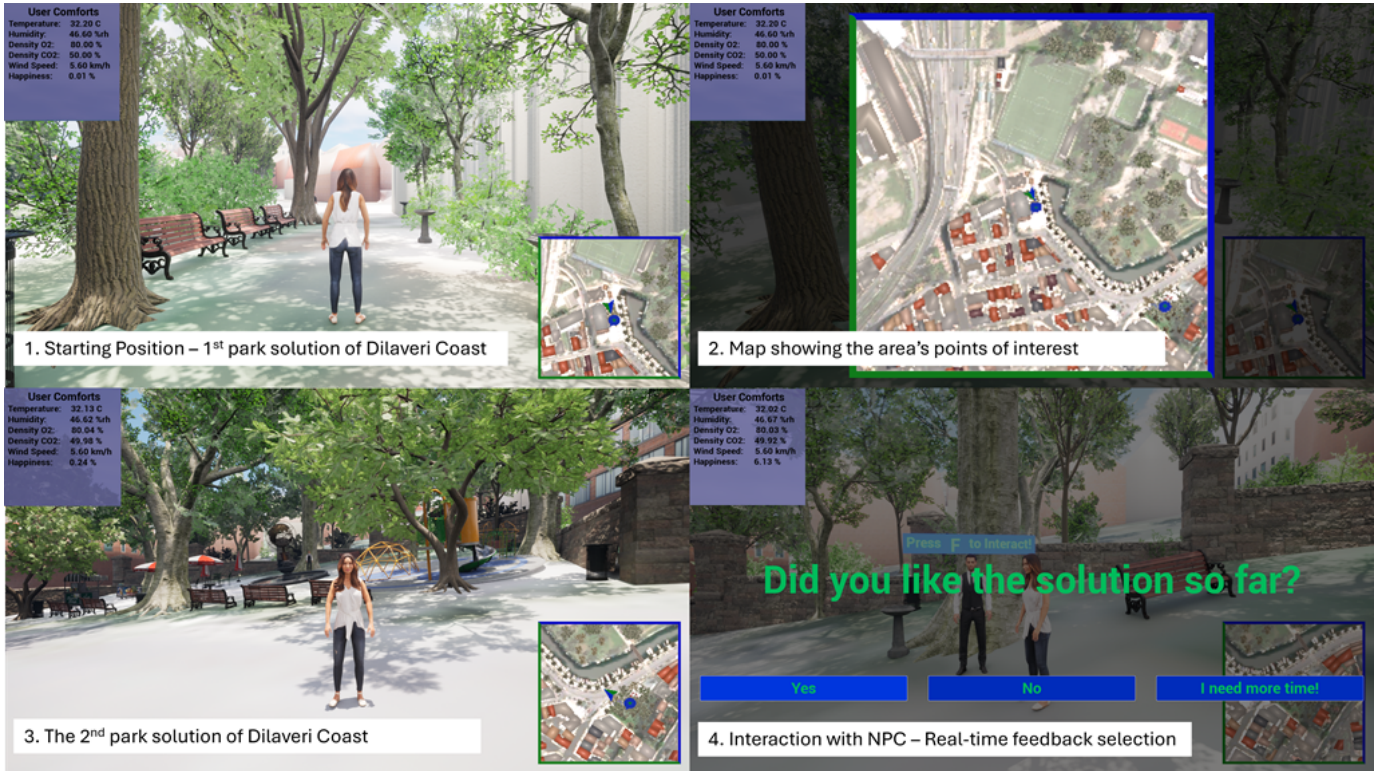 User Comforts
Temperature: 32.20 C
Humidity: 46.60 %rh
Density O2: 80.00 %
Density CO2: 50.00 %
Wind Speed: 5.60 km/h
Happiness: 0.01 %
1. Starting Position – 1st park solution of Dilaveri Coast
User Comforts
Temperature: 32.20 C
Humidity: 46.60 %rh
Density O2: 80.00 %
Density CO2: 50.00 %
Wind Speed: 5.60 km/h
Happiness: 0.01 %
2. Map showing the area’s points of interest
User Comforts
Temperature: 32.13 C
Humidity: 46.62 %rh
Density O2: 80.04 %
Density CO2: 49.98 %
Wind Speed: 5.60 km/h
Happiness: 0.24 %
3. The 2nd park solution of Dilaveri Coast
User Comforts
Temperature: 32.02 C
Humidity: 46.67 %rh
Density O2: 80.03 %
Density CO2: 49.92 %
Wind Speed: 5.60 km/h
Happiness: 6.13 %
Press F to Interact!
Did you like the solution so far?
Yes
No
I need more time!
4. Interaction with NPC – Real-time feedback selection